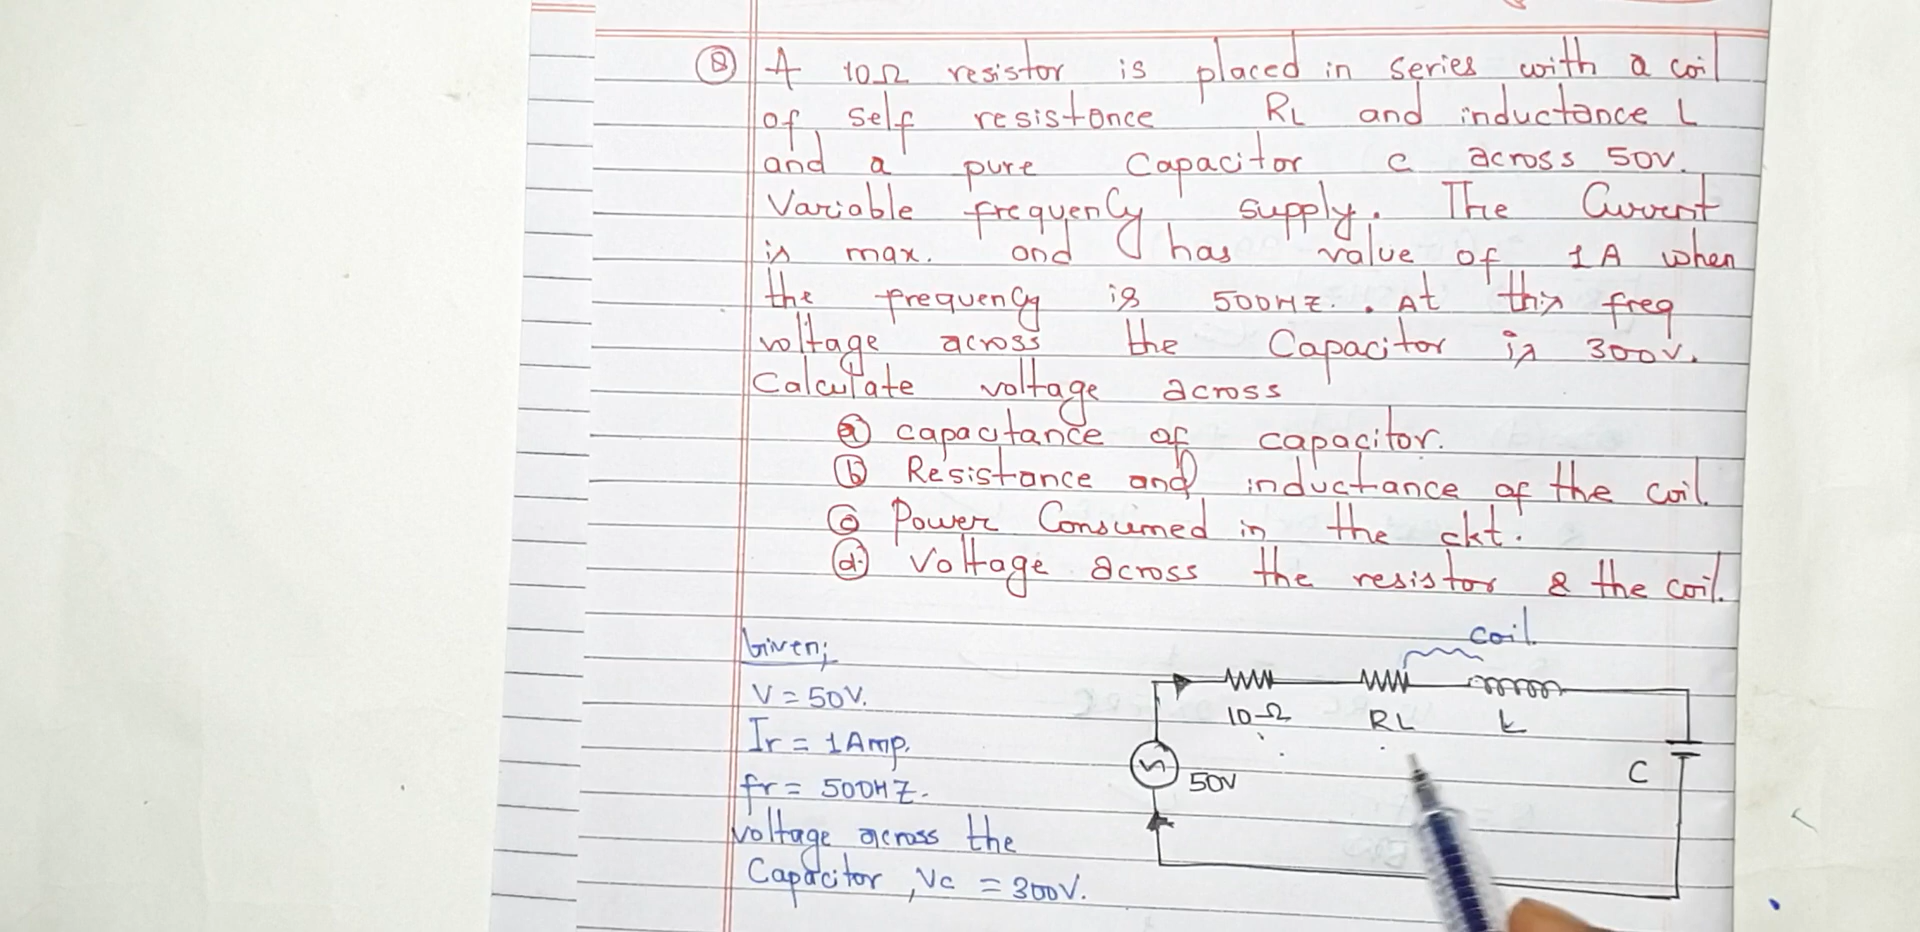 ⑧ A 10Ω resistor is placed in series with a coil
of self resistance RL and inductance L
and a pure capacitor c across 50v.
Variable frequency supply. The Current
is max. and has value of 1A when
the frequency is 500HZ. . At this freq
voltage across the Capacitor is 300v.
Calculate voltage across
ⓐ capacitance of capacitor.
ⓑ Resistance and inductance of the coil.
ⓒ Power Consumed in the ckt.
ⓓ Voltage across the resistor & the coil.
Given;
V = 50V.
Ir = 1Amp.
fr = 500HZ.
voltage across the
Capacitor, Vc = 300V.
coil.
10Ω RL L
50V
C